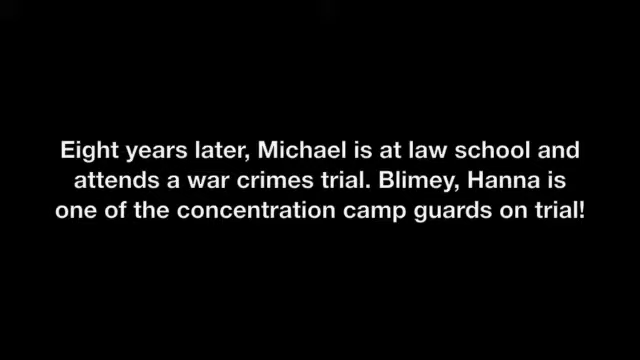 Eight years later, Michael is at law school and
attends a war crimes trial. Blimey, Hanna is
one of the concentration camp guards on trial!